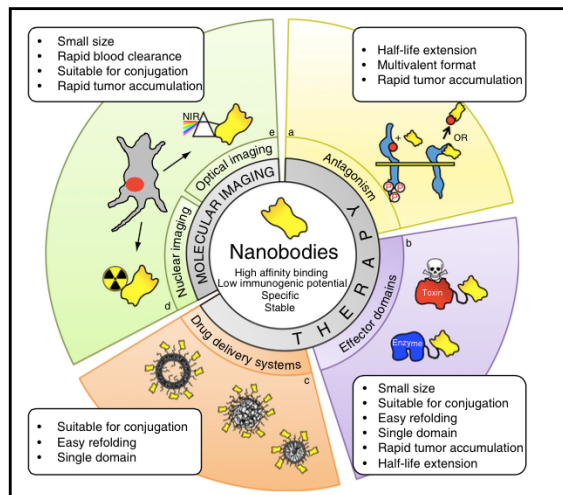 • Small size
• Rapid blood clearance
• Suitable for conjugation
• Rapid tumor accumulation
• Half-life extension
• Multivalent format
• Rapid tumor accumulation
NIR
e
Optical imaging
MOLECULAR IMAGING
Nuclear imaging
d
a
Antagonism
+
OR
P
P
P
THERAPY
b
Effector domains
Toxin
Enzyme
Nanobodies
High affinity binding
Low immunogenic potential
Specific
Stable
Drug delivery systems
c
• Suitable for conjugation
• Easy refolding
• Single domain
• Small size
• Suitable for conjugation
• Easy refolding
• Single domain
• Rapid tumor accumulation
• Half-life extension